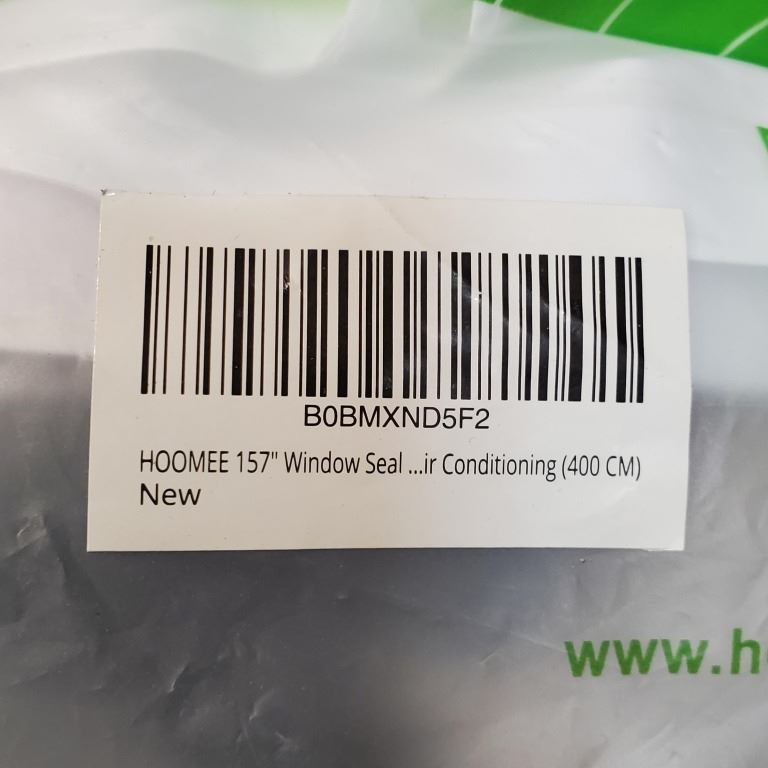 B0BMXND5F2
HOOMEE 157" Window Seal ...ir Conditioning (400 CM)
New
www.h